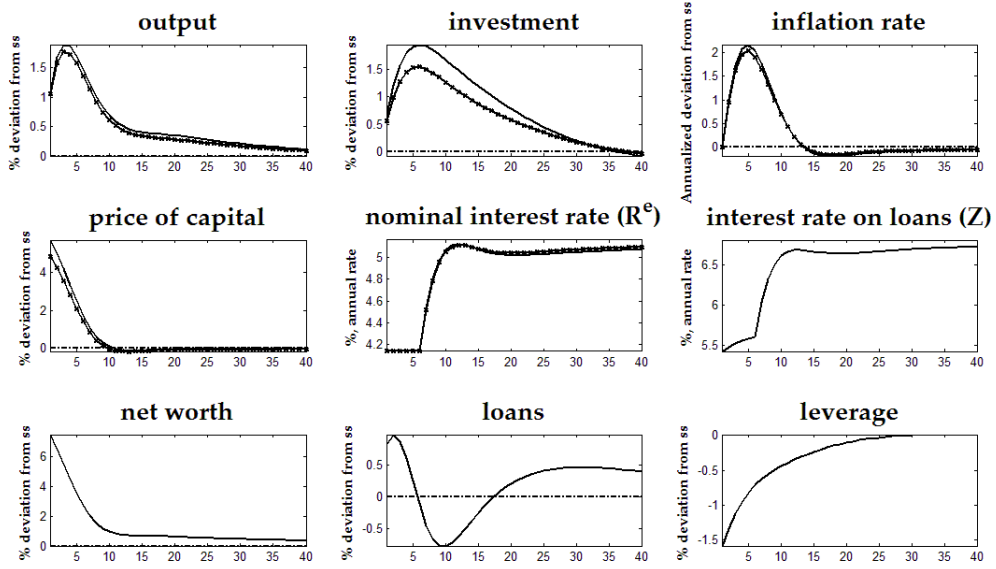 output
% deviation from ss
1.5
1
0.5
0
5 10 15 20 25 30 35 40
investment
% deviation from ss
1.5
1
0.5
0
5 10 15 20 25 30 35 40
inflation rate
Annualized deviation from ss
2
1.5
1
0.5
0
5 10 15 20 25 30 35 40
price of capital
% deviation from ss
4
2
0
5 10 15 20 25 30 35 40
nominal interest rate (Rᵉ)
%, annual rate
5
4.8
4.6
4.4
4.2
5 10 15 20 25 30 35 40
interest rate on loans (Z)
%, annual rate
6.5
6
5.5
5 10 15 20 25 30 35 40
net worth
% deviation from ss
6
4
2
0
5 10 15 20 25 30 35 40
loans
% deviation from ss
0.5
0
-0.5
5 10 15 20 25 30 35 40
leverage
% deviation from ss
0
-0.5
-1
-1.5
5 10 15 20 25 30 35 40